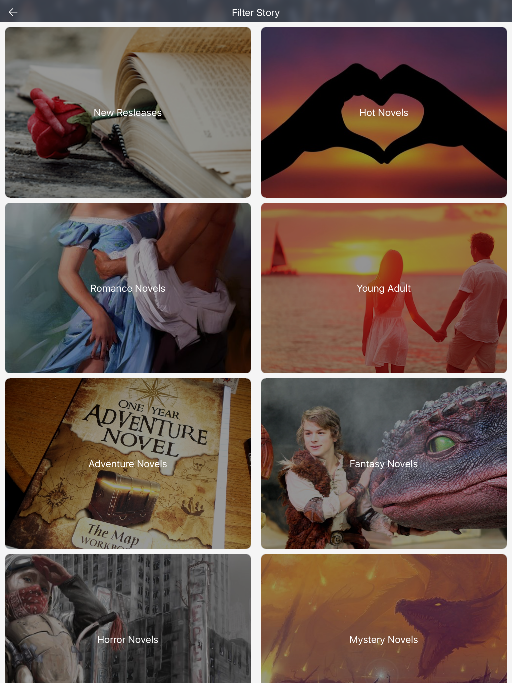 Filter Story
New Resleases
Hot Novels
Romance Novels
Young Adult
ONE YEAR
ADVENTURE
NOVEL
Adventure Novels
The Map
WORKBO
Fantasy Novels
Horror Novels
Mystery Novels